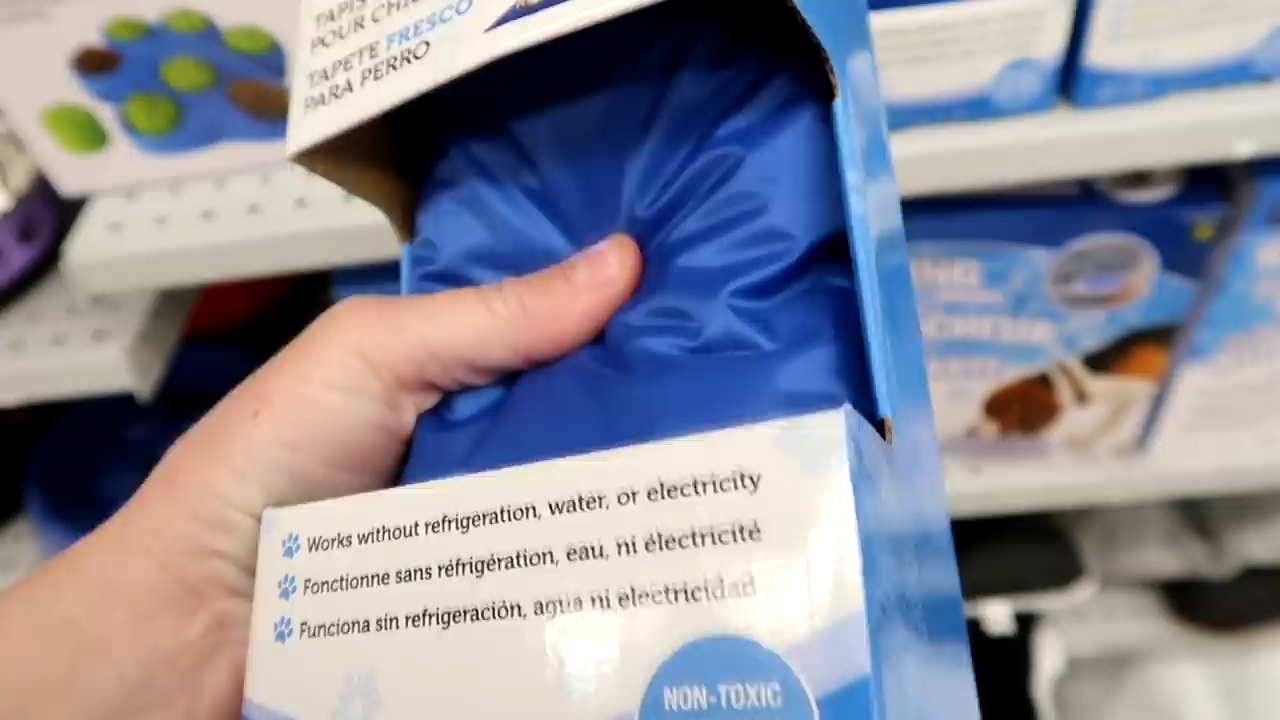 TAPIS
POUR CHI
TAPETE FRESCO
PARA PERRO
Works without refrigeration, water, or electricity
Fonctionne sans réfrigération, eau, ni électricité
Funciona sin refrigeración, agua ni electricidad
NON-TOXIC